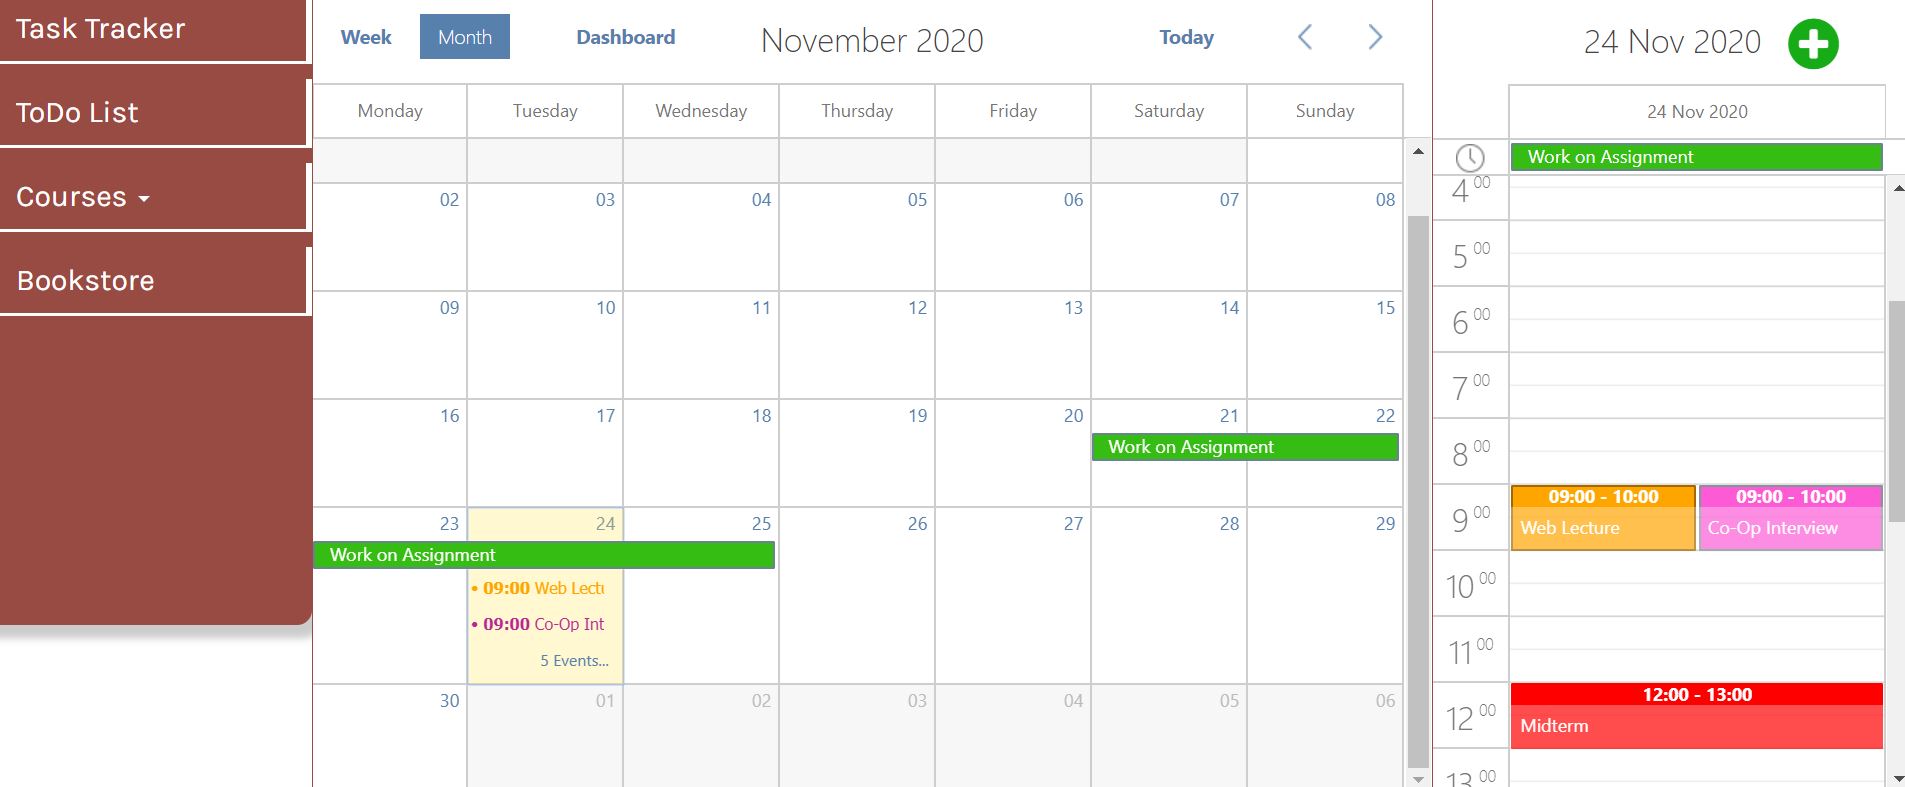 Task Tracker
ToDo List
Courses
Bookstore
Week Month Dashboard November 2020 Today
Monday Tuesday Wednesday Thursday Friday Saturday Sunday
02 03 04 05 06 07 08
09 10 11 12 13 14 15
16 17 18 19 20 21 22
Work on Assignment
23 24 25 26 27 28 29
Work on Assignment
• 09:00 Web Lectu
• 09:00 Co-Op Int
5 Events...
30 01 02 03 04 05 06
24 Nov 2020
24 Nov 2020
Work on Assignment
4 00
5 00
6 00
7 00
8 00
09:00 - 10:00 09:00 - 10:00
9 00 Web Lecture Co-Op Interview
10 00
11 00
12:00 - 13:00
12 00 Midterm
13 00